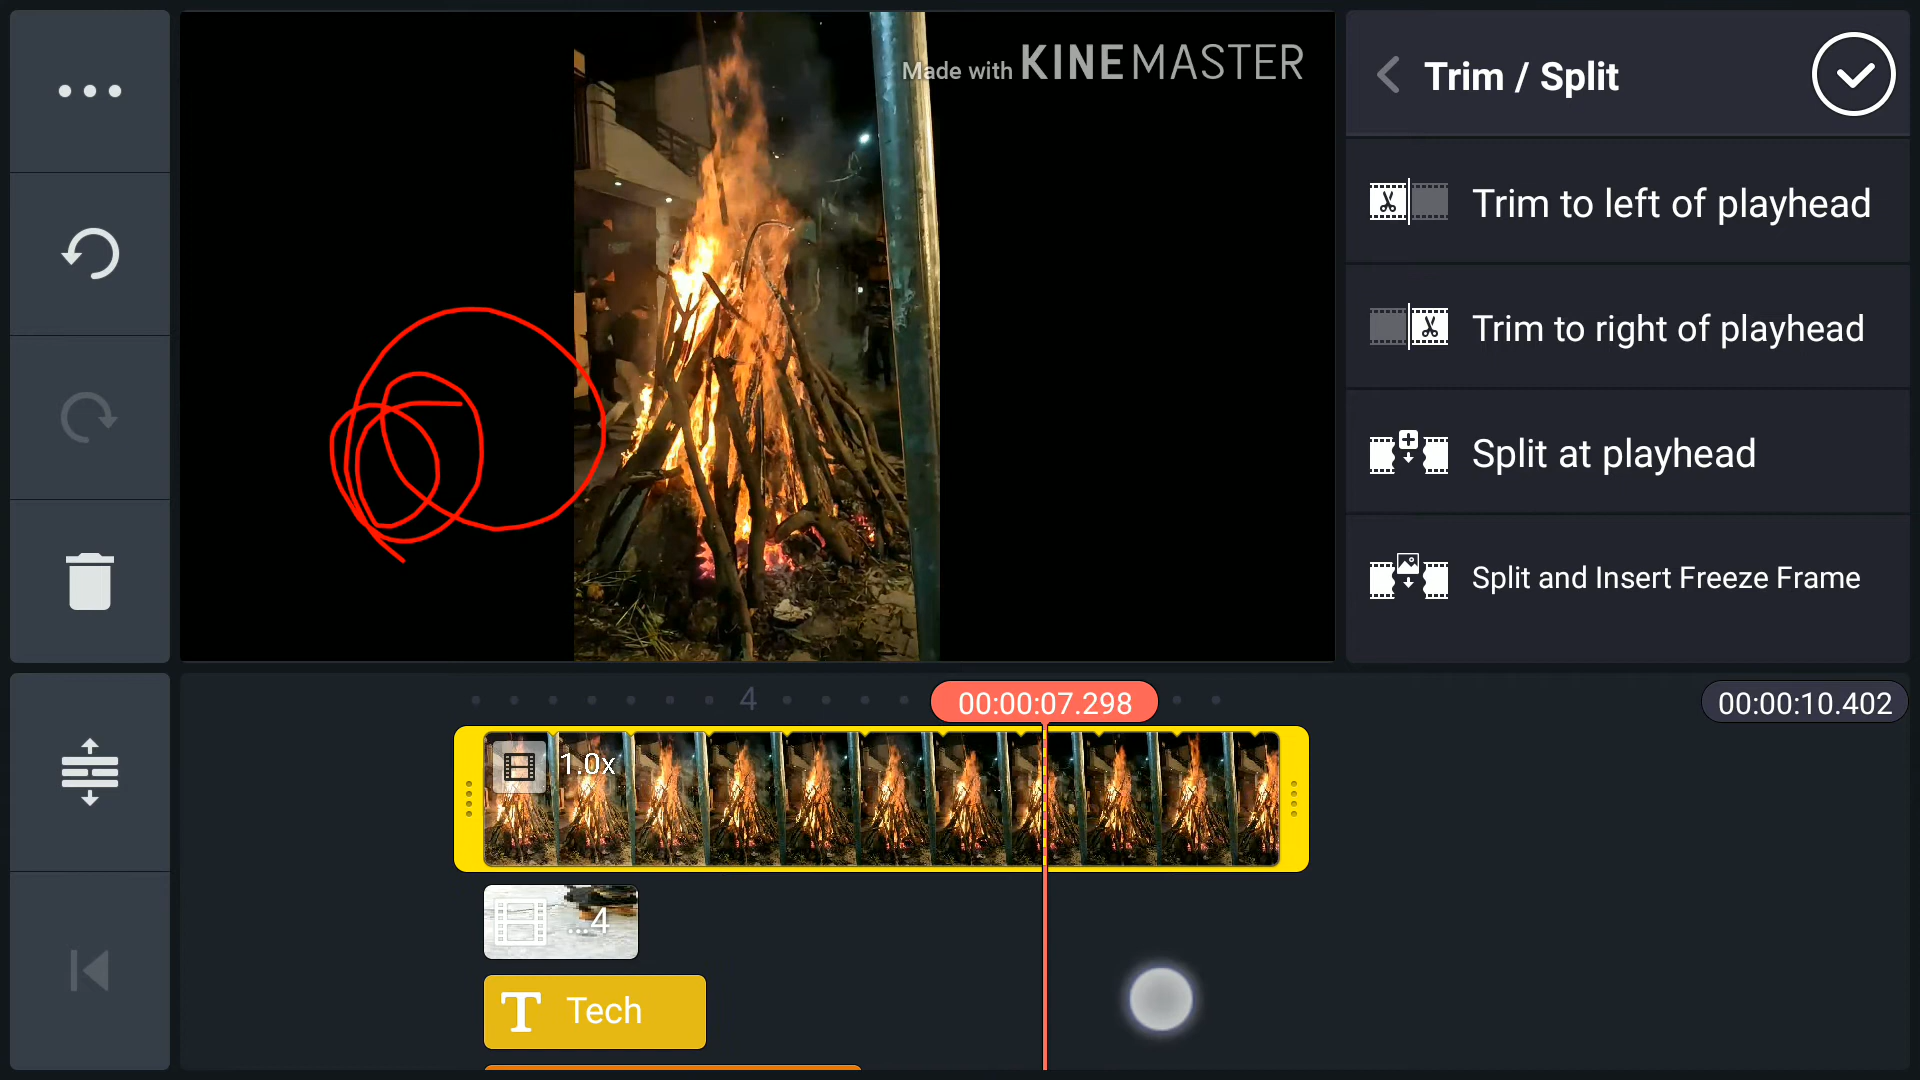 Made with KINEMASTER
Trim / Split
Trim to left of playhead
Trim to right of playhead
Split at playhead
Split and Insert Freeze Frame
4
00:00:07.298
00:00:10.402
1.0x
...4
T Tech